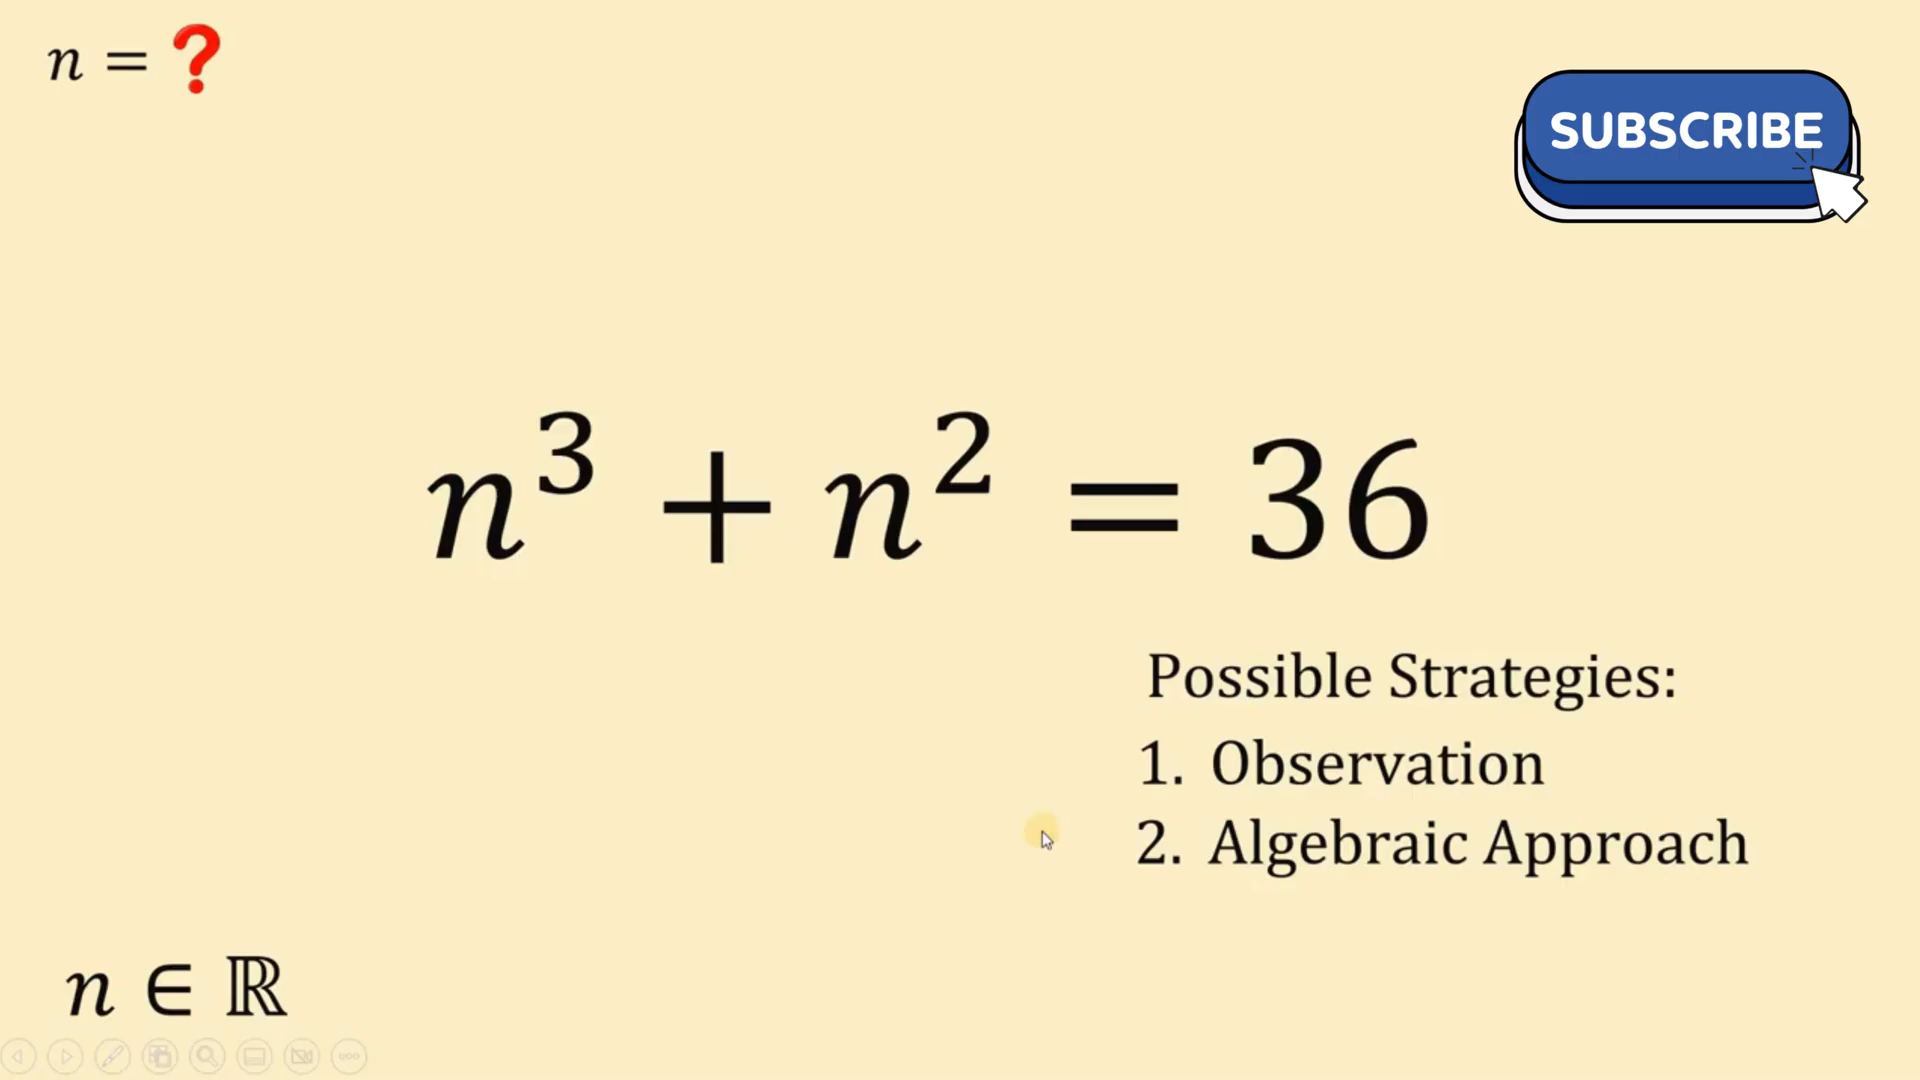 n = ❓
SUBSCRIBE
n³ + n² = 36
Possible Strategies:
1. Observation
2. Algebraic Approach
n ∈ ℝ